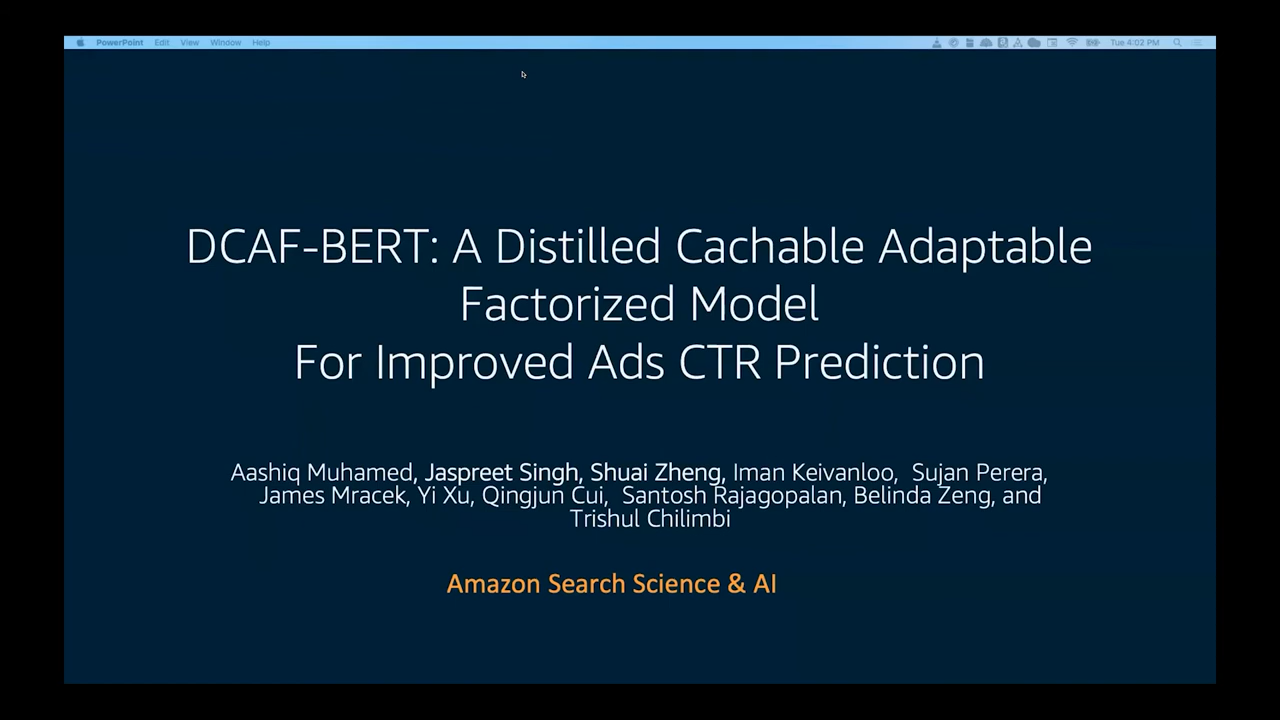 PowerPoint Edit View Window Help Tue 4:02 PM
DCAF-BERT: A Distilled Cachable Adaptable
Factorized Model
For Improved Ads CTR Prediction
Aashiq Muhamed, Jaspreet Singh, Shuai Zheng, Iman Keivanloo, Sujan Perera,
James Mracek, Yi Xu, Qingjun Cui, Santosh Rajagopalan, Belinda Zeng, and
Trishul Chilimbi
Amazon Search Science & AI